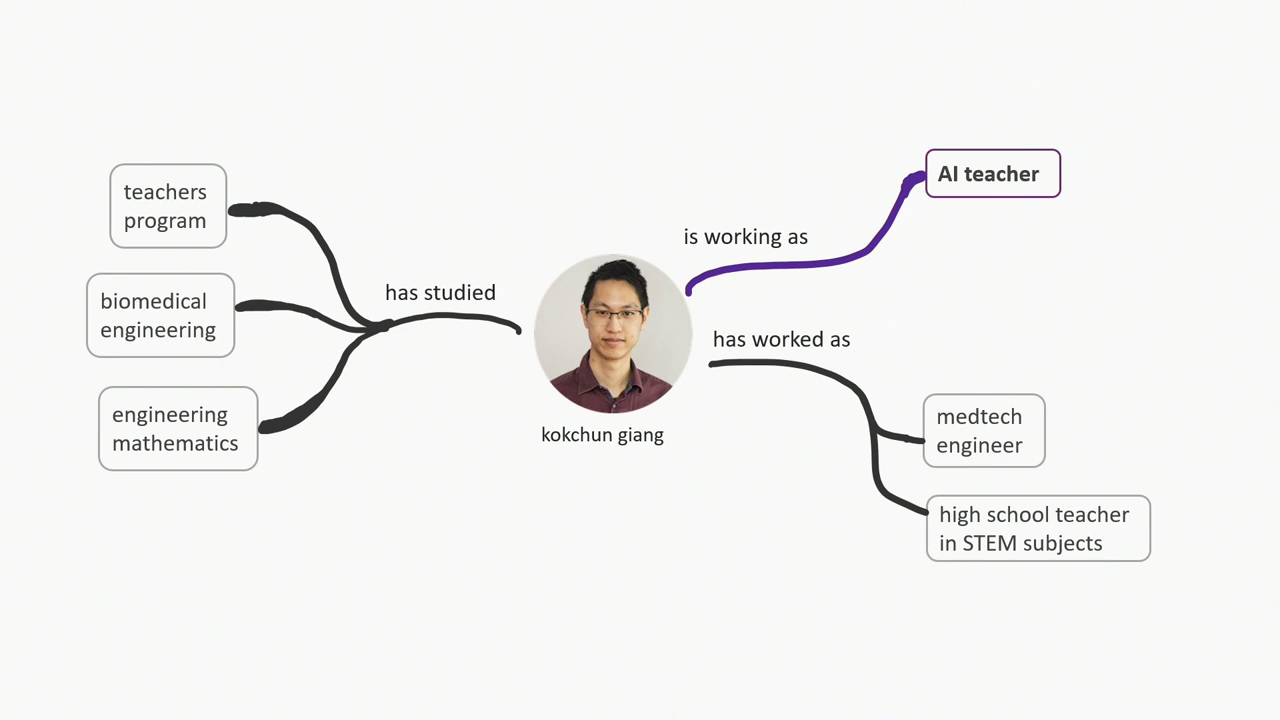 teachers
program
biomedical
engineering
engineering
mathematics
has studied
kokchun giang
is working as
AI teacher
has worked as
medtech
engineer
high school teacher
in STEM subjects